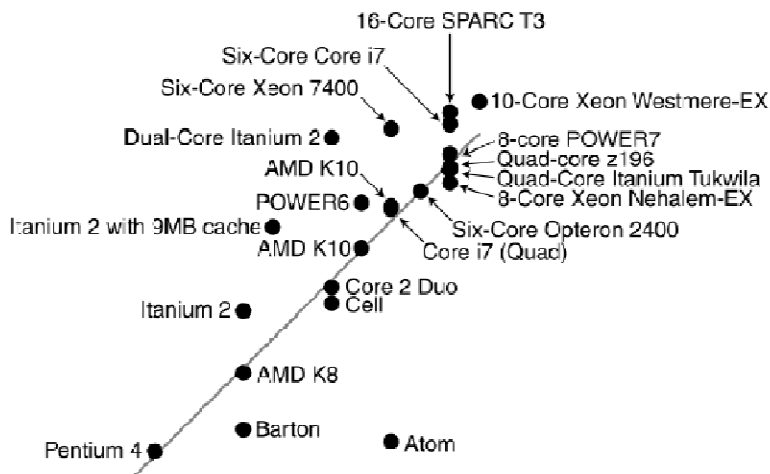 16-Core SPARC T3
Six-Core Core i7
Six-Core Xeon 7400
10-Core Xeon Westmere-EX
Dual-Core Itanium 2
8-core POWER7
Quad-core z196
AMD K10
Quad-Core Itanium Tukwila
POWER6
8-Core Xeon Nehalem-EX
Itanium 2 with 9MB cache
Six-Core Opteron 2400
AMD K10
Core i7 (Quad)
Core 2 Duo
Cell
Itanium 2
AMD K8
Barton
Pentium 4
Atom